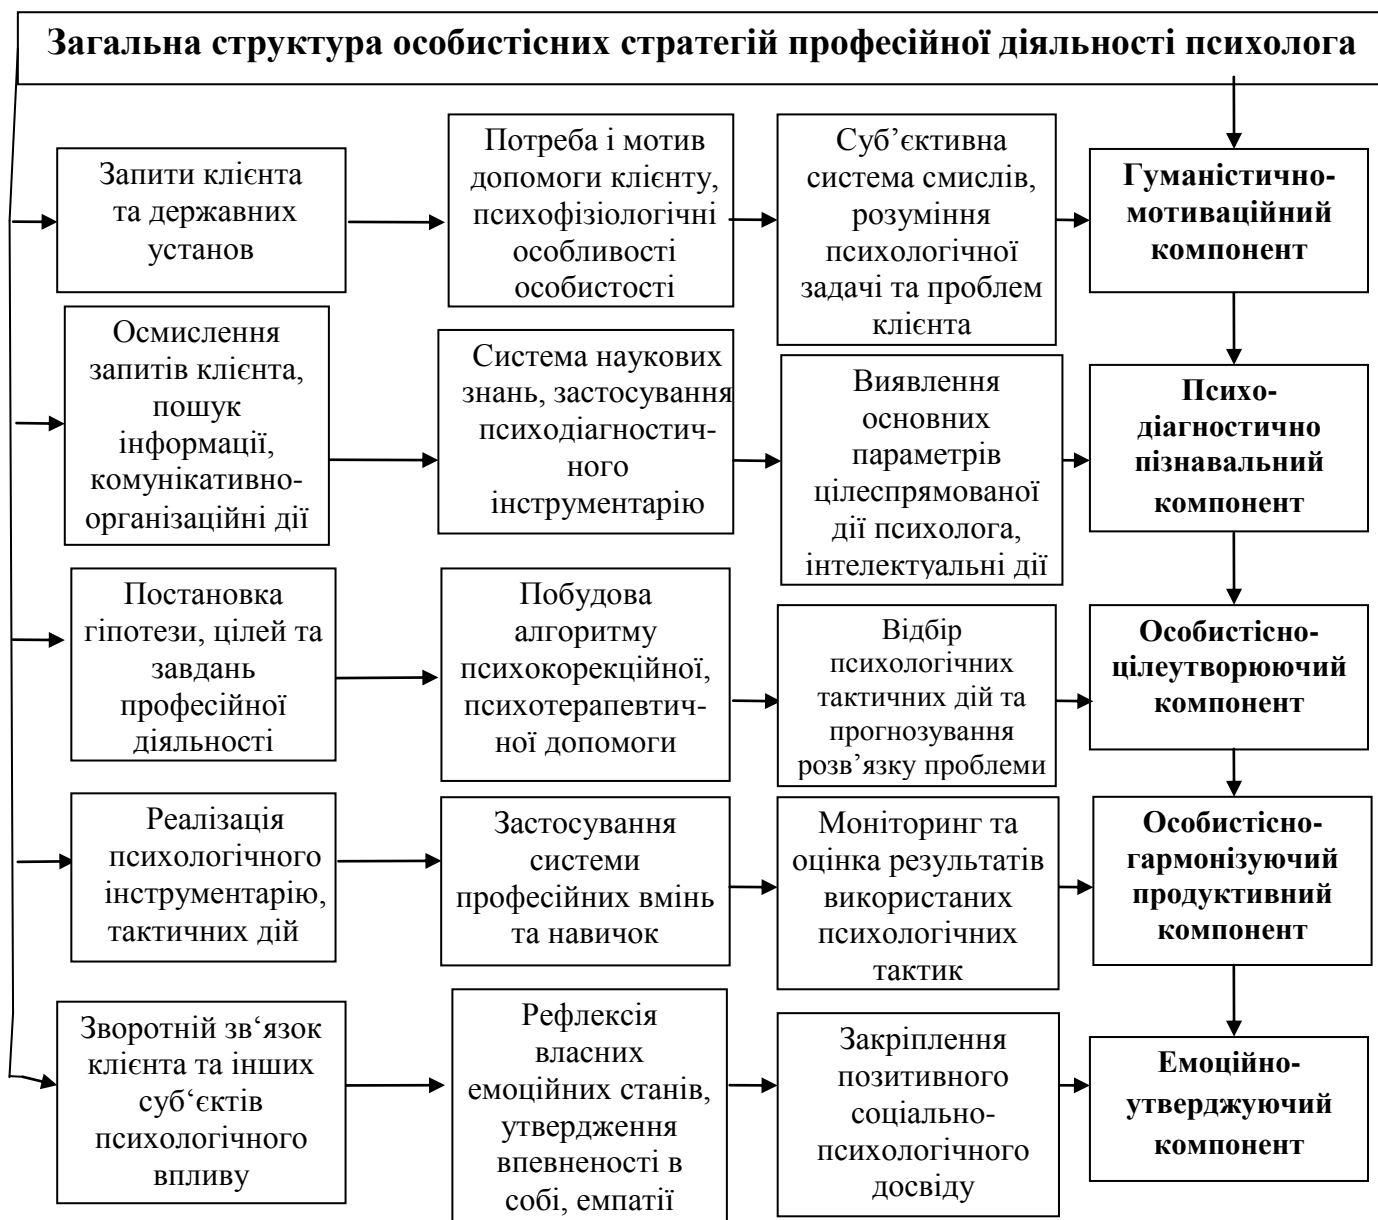 Загальна структура особистісних стратегій професійної діяльності психолога
Запити клієнта
та державних
установ
Потреба і мотив
допомоги клієнту,
психофізіологічні
особливості
особистості
Суб’єктивна
система смислів,
розуміння
психологічної
задачі та проблем
клієнта
Гуманістично-
мотиваційний
компонент
Осмислення
запитів клієнта,
пошук
інформації,
комунікативно-
організаційні дії
Система наукових
знань, застосування
психодіагностич-
ного
інструментарію
Виявлення
основних
параметрів
цілеспрямованої
дії психолога,
інтелектуальні дії
Психо-
діагностично
пізнавальний
компонент
Постановка
гіпотези, цілей та
завдань
професійної
діяльності
Побудова
алгоритму
психокорекційної,
психотерапевтич-
ної допомоги
Відбір
психологічних
тактичних дій та
прогнозування
розв’язку проблеми
Особистісно-
цілеутворюючий
компонент
Реалізація
психологічного
інструментарію,
тактичних дій
Застосування
системи
професійних вмінь
та навичок
Моніторинг та
оцінка результатів
використаних
психологічних
тактик
Особистісно-
гармонізуючий
продуктивний
компонент
Зворотній зв‘язок
клієнта та інших
суб‘єктів
психологічного
впливу
Рефлексія
власних
емоційних станів,
утвердження
впевненості в
собі, емпатії
Закріплення
позитивного
соціально-
психологічного
досвіду
Емоційно-
утверджуючий
компонент